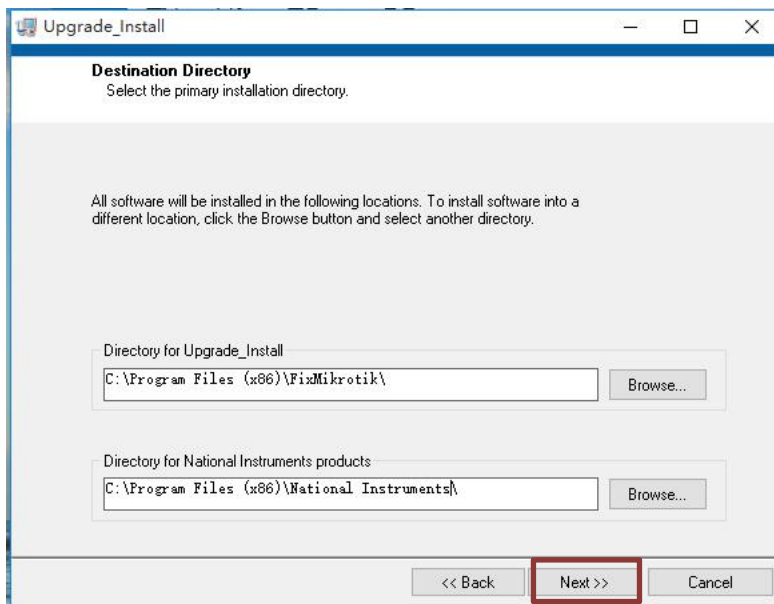 Upgrade_Install
Destination Directory
Select the primary installation directory.
All software will be installed in the following locations. To install software into a
different location, click the Browse button and select another directory.
Directory for Upgrade_Install
C:\Program Files (x86)\FixMikrotik\
Browse...
Directory for National Instruments products
C:\Program Files (x86)\National Instruments\
Browse...
<< Back
Next >>
Cancel